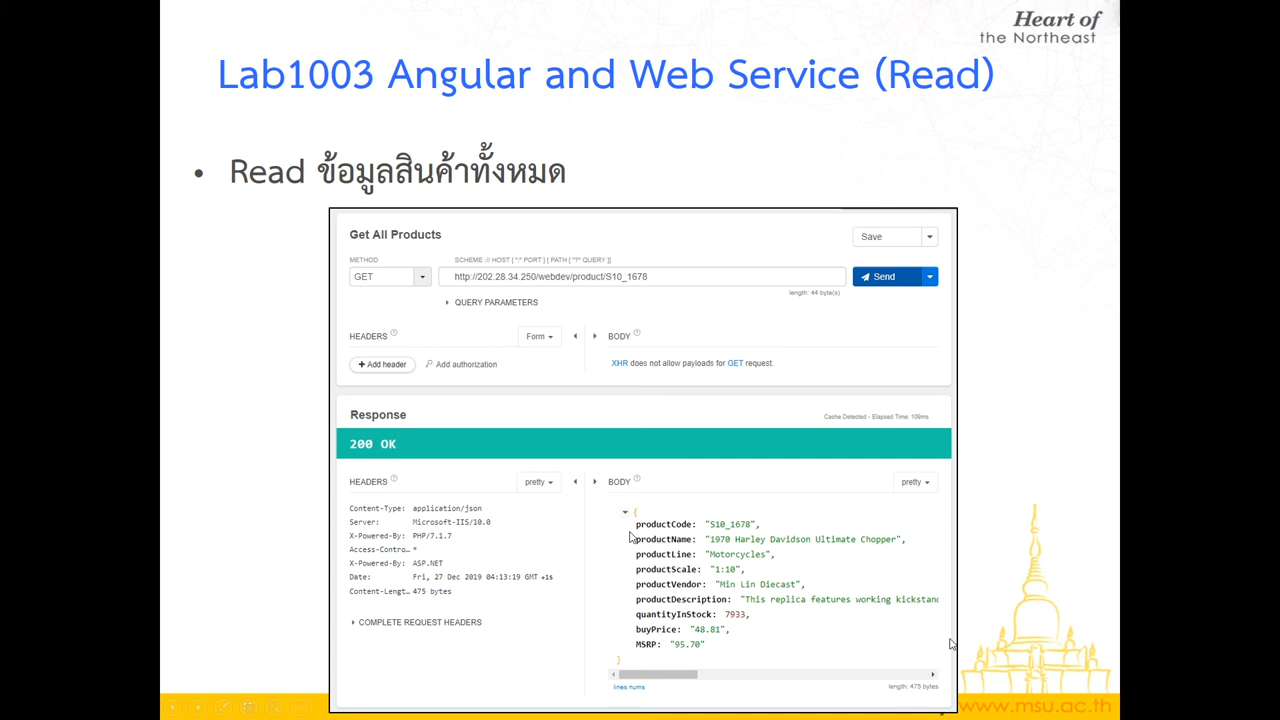 Heart of
the Northeast
Lab1003 Angular and Web Service (Read)
• Read ข้อมูลสินค้าทั้งหมด
Get All Products
Save
METHOD
SCHEME :// HOST [ ":" PORT ] [ PATH [ "?" QUERY ]]
GET
http://202.28.34.250/webdev/product/S10_1678
Send
length: 44 byte(s)
QUERY PARAMETERS
HEADERS
Form
BODY
+ Add header
Add authorization
XHR does not allow payloads for GET request.
Response
Cache Detected - Elapsed Time: 109ms
200 OK
HEADERS
pretty
BODY
pretty
Content-Type: application/json
Server: Microsoft-IIS/10.0
X-Powered-By: PHP/7.1.7
Access-Contro… *
X-Powered-By: ASP.NET
Date: Fri, 27 Dec 2019 04:13:19 GMT +1s
Content-Lengt… 475 bytes
COMPLETE REQUEST HEADERS
{
productCode: "S10_1678",
productName: "1970 Harley Davidson Ultimate Chopper",
productLine: "Motorcycles",
productScale: "1:10",
productVendor: "Min Lin Diecast",
productDescription: "This replica features working kickstand
quantityInStock: 7933,
buyPrice: "48.81",
MSRP: "95.70"
}
lines nums
length: 475 bytes
www.msu.ac.th